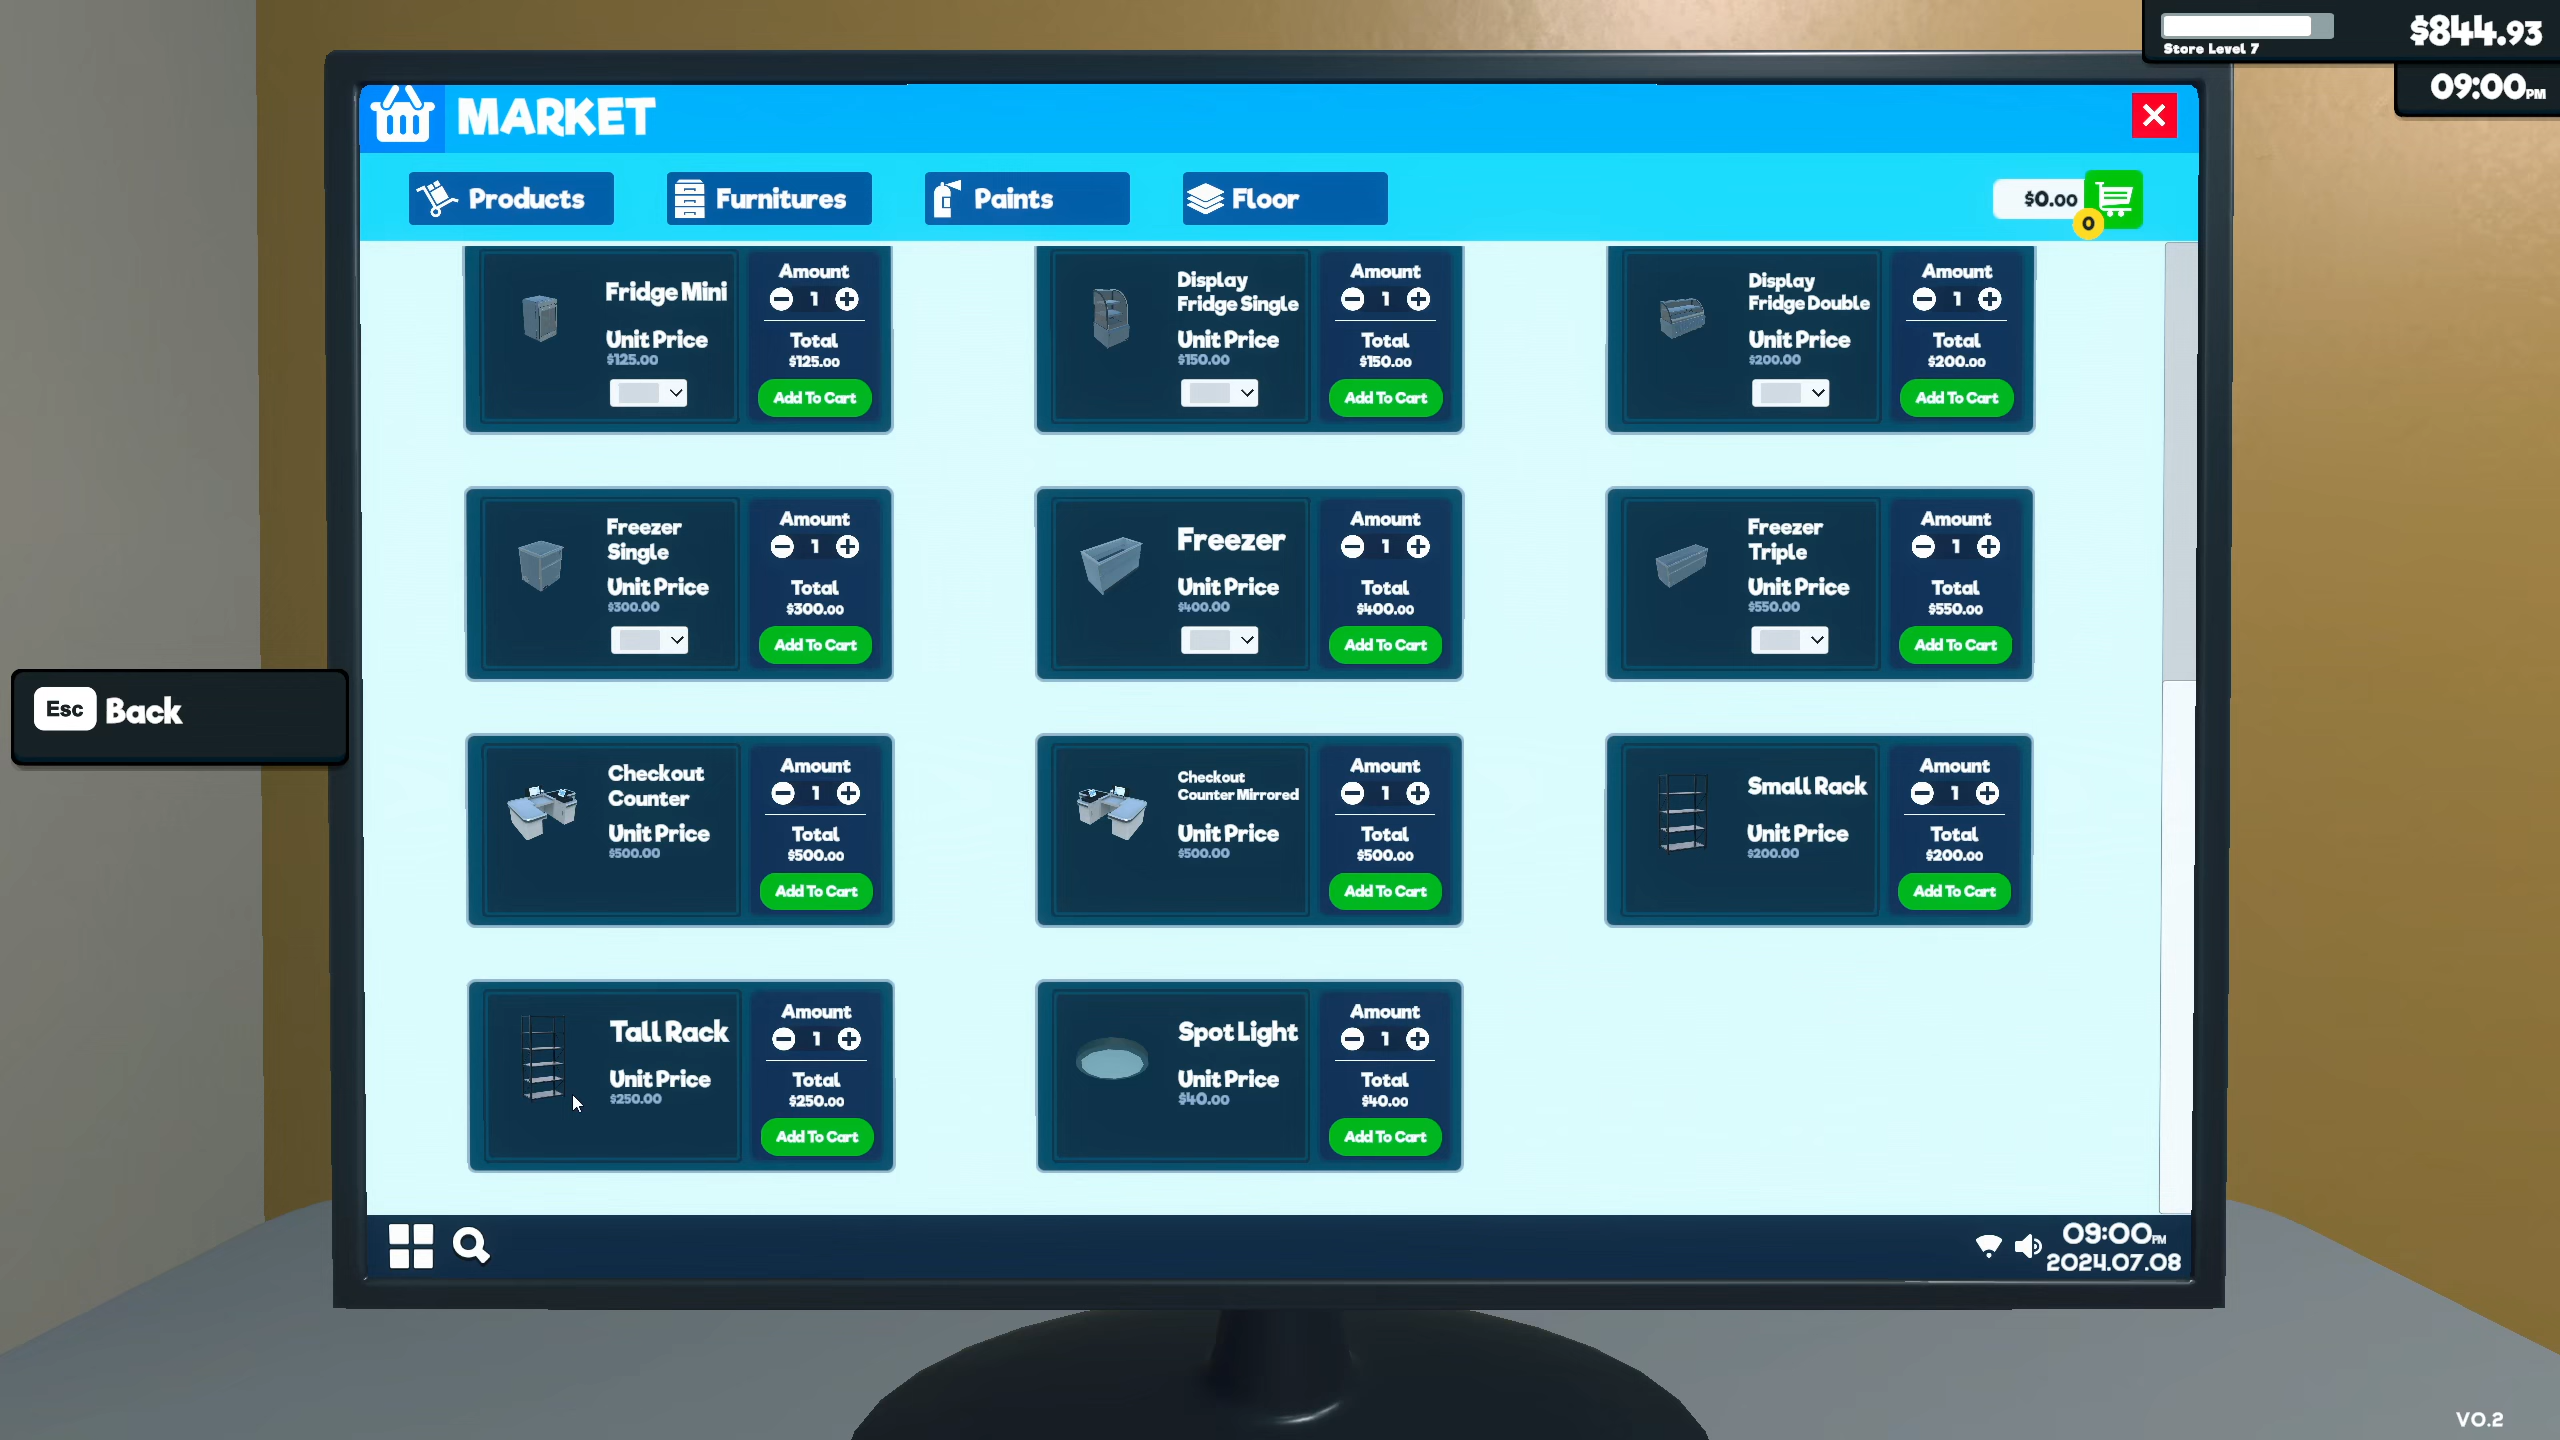 $844.93
Store Level 7
09:00PM
MARKET
Products
Furnitures
Paints
Floor
$0.00
0
Fridge Mini
Unit Price
$125.00
Amount
1
Total
$125.00
Add To Cart
Display
Fridge Single
Unit Price
$150.00
Amount
1
Total
$150.00
Add To Cart
Display
Fridge Double
Unit Price
$200.00
Amount
1
Total
$200.00
Add To Cart
Freezer
Single
Unit Price
$300.00
Amount
1
Total
$300.00
Add To Cart
Freezer
Unit Price
$400.00
Amount
1
Total
$400.00
Add To Cart
Freezer
Triple
Unit Price
$550.00
Amount
1
Total
$550.00
Add To Cart
Esc Back
Checkout
Counter
Unit Price
$500.00
Amount
1
Total
$500.00
Add To Cart
Checkout
Counter Mirrored
Unit Price
$500.00
Amount
1
Total
$500.00
Add To Cart
Small Rack
Unit Price
$200.00
Amount
1
Total
$200.00
Add To Cart
Tall Rack
Unit Price
$250.00
Amount
1
Total
$250.00
Add To Cart
Spot Light
Unit Price
$40.00
Amount
1
Total
$40.00
Add To Cart
09:00PM
2024.07.08
V0.2